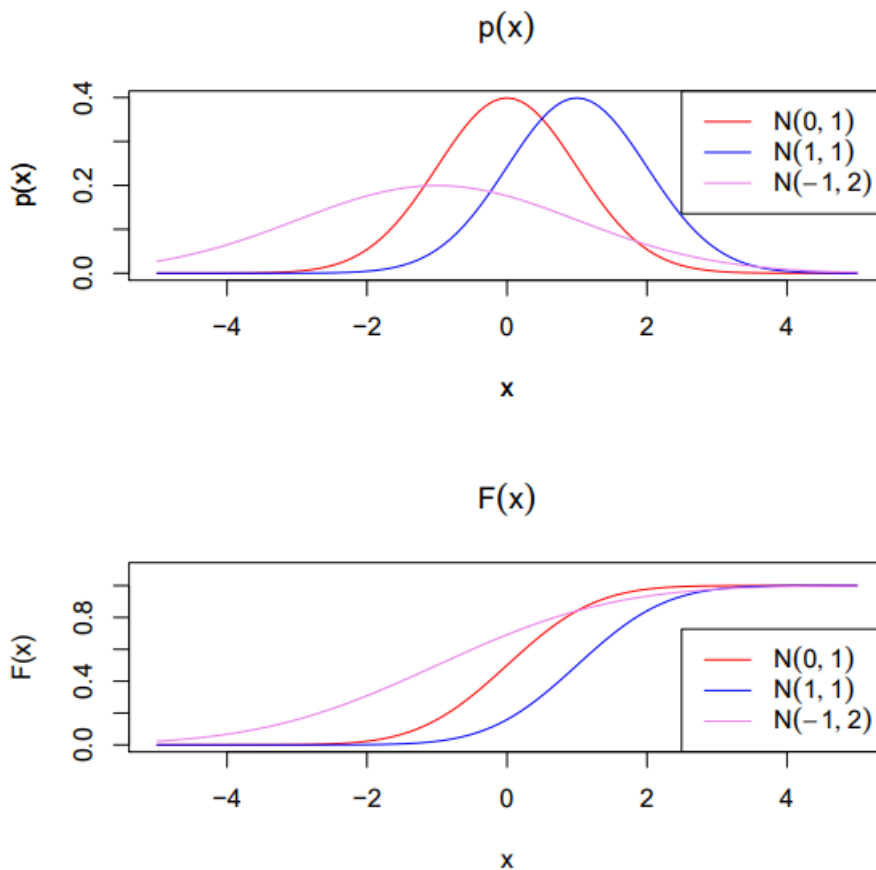 p(x)
0.4
N(0, 1)
N(1, 1)
N(−1, 2)
p(x)
0.2
0.0
−4 −2 0 2 4
x
F(x)
0.8
F(x)
0.4
N(0, 1)
N(1, 1)
N(−1, 2)
0.0
−4 −2 0 2 4
x